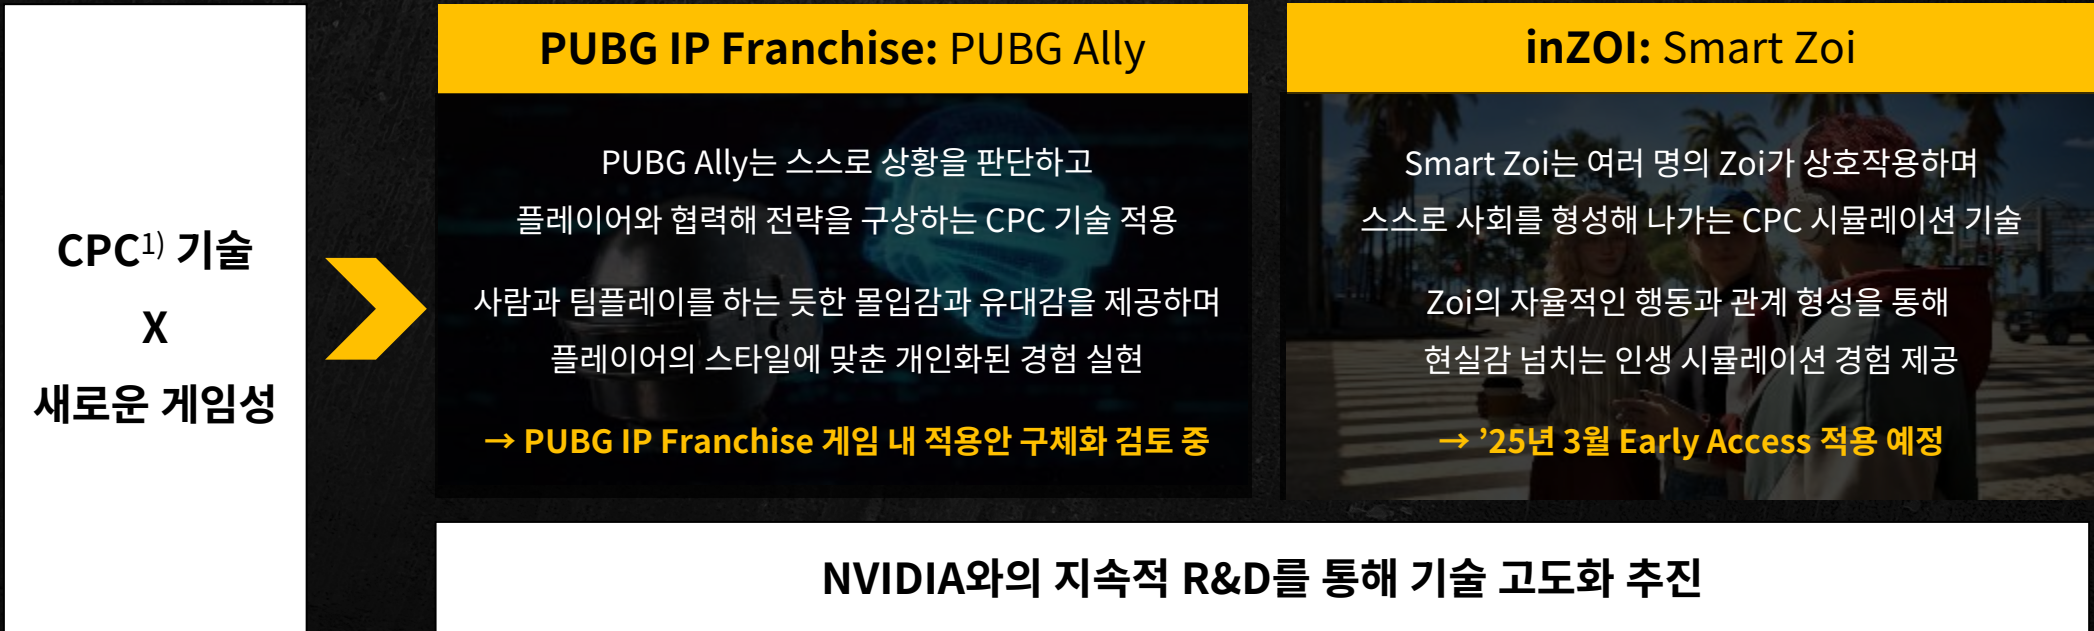 CPC1) 기술
X
새로운 게임성
PUBG IP Franchise: PUBG Ally
PUBG Ally는 스스로 상황을 판단하고
플레이어와 협력해 전략을 구상하는 CPC 기술 적용
사람과 팀플레이를 하는 듯한 몰입감과 유대감을 제공하며
플레이어의 스타일에 맞춘 개인화된 경험 실현
→ PUBG IP Franchise 게임 내 적용안 구체화 검토 중
inZOI: Smart Zoi
Smart Zoi는 여러 명의 Zoi가 상호작용하며
스스로 사회를 형성해 나가는 CPC 시뮬레이션 기술
Zoi의 자율적인 행동과 관계 형성을 통해
현실감 넘치는 인생 시뮬레이션 경험 제공
→ ’25년 3월 Early Access 적용 예정
NVIDIA와의 지속적 R&D를 통해 기술 고도화 추진